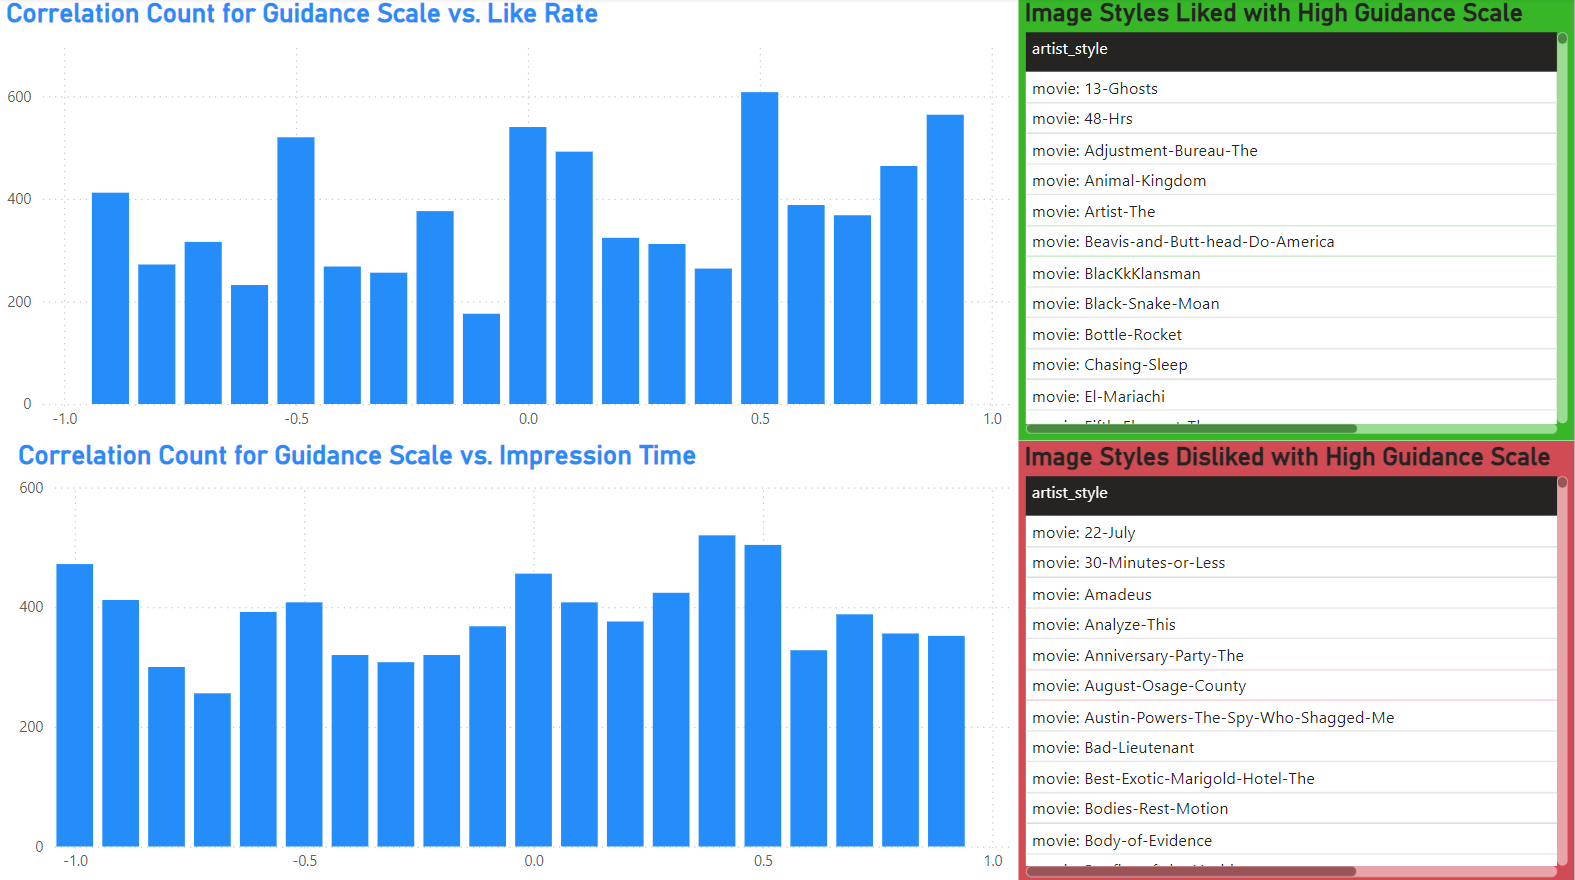 Correlation Count for Guidance Scale vs. Like Rate
600
400
200
0
-1.0
-0.5
0.0
0.5
1.0
Correlation Count for Guidance Scale vs. Impression Time
600
400
200
0
-1.0
-0.5
0.0
0.5
1.0
Image Styles Liked with High Guidance Scale
artist_style
movie: 13-Ghosts
movie: 48-Hrs
movie: Adjustment-Bureau-The
movie: Animal-Kingdom
movie: Artist-The
movie: Beavis-and-Butt-head-Do-America
movie: BlacKkKlansman
movie: Black-Snake-Moan
movie: Bottle-Rocket
movie: Chasing-Sleep
movie: El-Mariachi
Image Styles Disliked with High Guidance Scale
artist_style
movie: 22-July
movie: 30-Minutes-or-Less
movie: Amadeus
movie: Analyze-This
movie: Anniversary-Party-The
movie: August-Osage-County
movie: Austin-Powers-The-Spy-Who-Shagged-Me
movie: Bad-Lieutenant
movie: Best-Exotic-Marigold-Hotel-The
movie: Bodies-Rest-Motion
movie: Body-of-Evidence